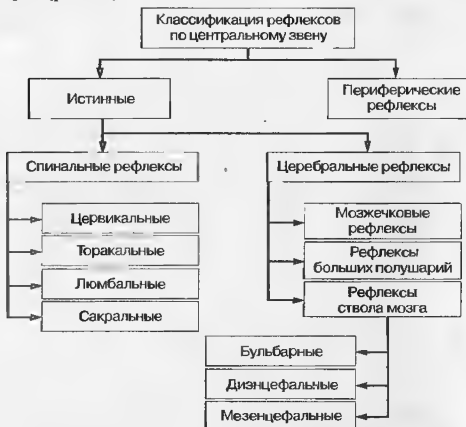 Классификация рефлексов
по центральному звену
Истинные
Периферические
рефлексы
Спинальные рефлексы
Церебральные рефлексы
Цервикальные
Торакальные
Люмбальные
Сакральные
Мозжечковые
рефлексы
Рефлексы
больших полушарий
Рефлексы
ствола мозга
Бульбарные
Диэнцефальные
Мезенцефальные